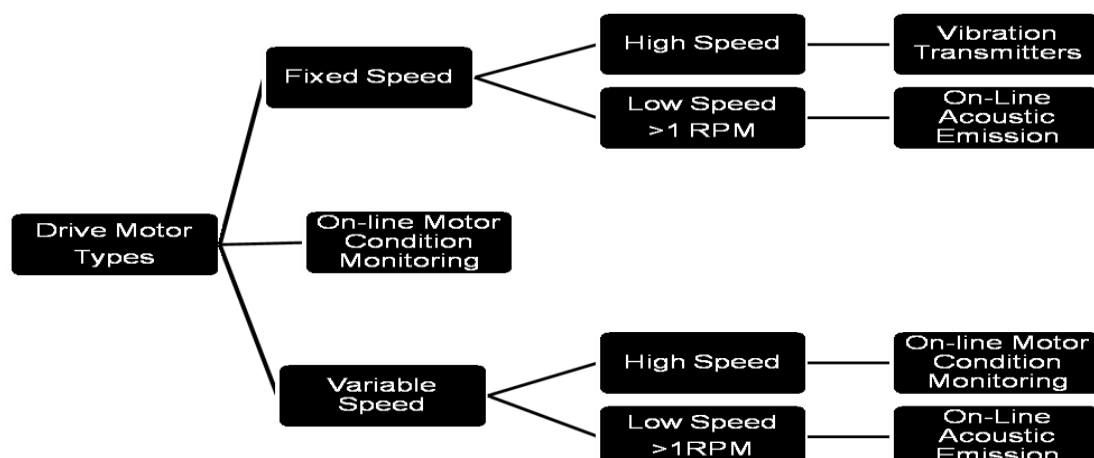 Drive Motor
Types
Fixed Speed
High Speed
Vibration
Transmitters
Low Speed
>1 RPM
On-Line
Acoustic
Emission
On-line Motor
Condition
Monitoring
Variable
Speed
High Speed
On-line Motor
Condition
Monitoring
Low Speed
>1RPM
On-Line
Acoustic
Emission